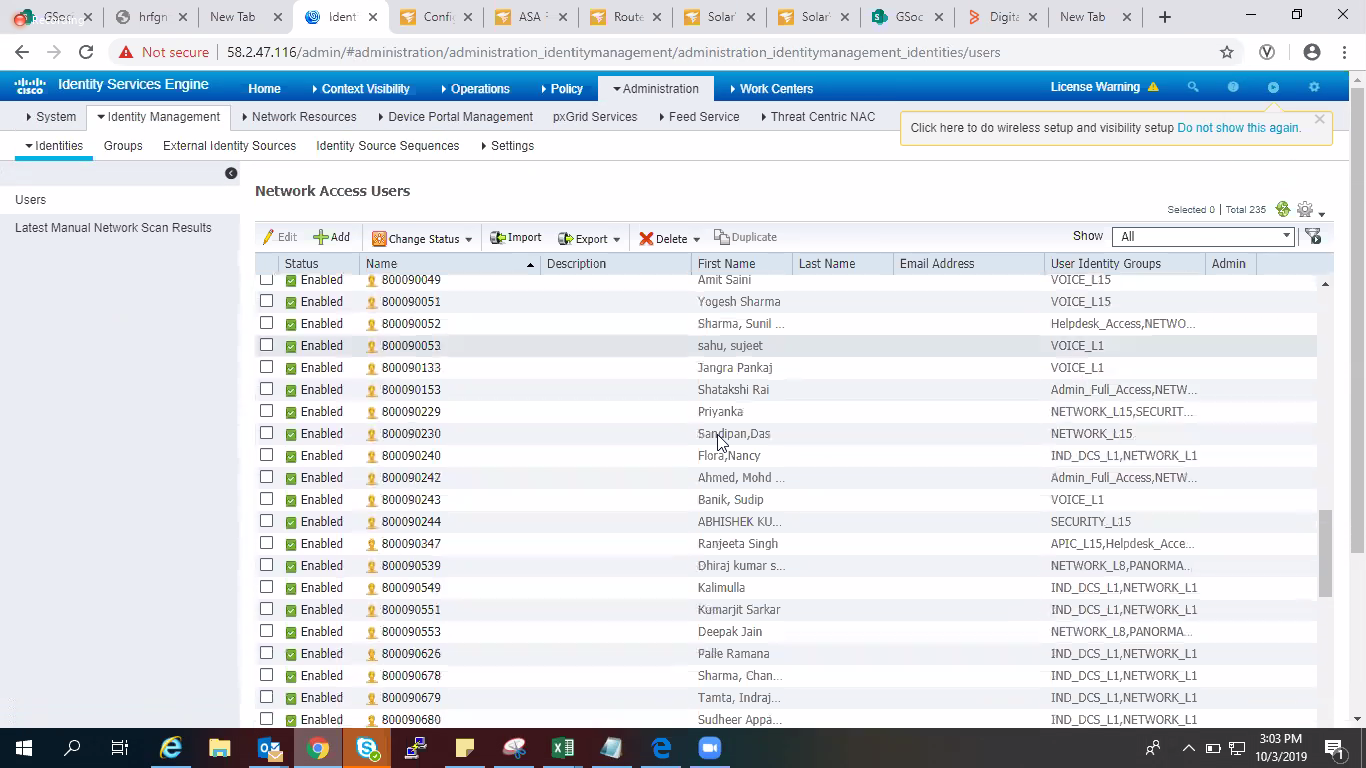 Recording
GSoc
hrfgn
New Tab
Ident
Confi
ASA F
Route
Solar
Solar
GSoc
Digita
New Tab
Not secure 58.2.47.116/admin/#administration/administration_identitymanagement/administration_identitymanagement_identities/users
cisco Identity Services Engine Home Context Visibility Operations Policy Administration Work Centers License Warning
System Identity Management Network Resources Device Portal Management pxGrid Services Feed Service Threat Centric NAC
Click here to do wireless setup and visibility setup Do not show this again.
Identities Groups External Identity Sources Identity Source Sequences Settings
Users
Latest Manual Network Scan Results
Network Access Users
Selected 0 | Total 235
Edit Add Change Status Import Export Delete Duplicate Show All
Status Name Description First Name Last Name Email Address User Identity Groups Admin
Enabled 800090049 Amit Saini VOICE_L15
Enabled 800090051 Yogesh Sharma VOICE_L15
Enabled 800090052 Sharma, Sunil ... Helpdesk_Access,NETWO...
Enabled 800090053 sahu, sujeet VOICE_L1
Enabled 800090133 Jangra Pankaj VOICE_L1
Enabled 800090153 Shatakshi Rai Admin_Full_Access,NETW...
Enabled 800090229 Priyanka NETWORK_L15,SECURIT...
Enabled 800090230 Sandipan,Das NETWORK_L15
Enabled 800090240 Flora,Nancy IND_DCS_L1,NETWORK_L1
Enabled 800090242 Ahmed, Mohd ... Admin_Full_Access,NETW...
Enabled 800090243 Banik, Sudip VOICE_L1
Enabled 800090244 ABHISHEK KU... SECURITY_L15
Enabled 800090347 Ranjeeta Singh APIC_L15,Helpdesk_Acce...
Enabled 800090539 Dhiraj kumar s... NETWORK_L8,PANORMA...
Enabled 800090549 Kalimulla IND_DCS_L1,NETWORK_L1
Enabled 800090551 Kumarjit Sarkar IND_DCS_L1,NETWORK_L1
Enabled 800090553 Deepak Jain NETWORK_L8,PANORMA...
Enabled 800090626 Palle Ramana IND_DCS_L1,NETWORK_L1
Enabled 800090678 Sharma, Chan... IND_DCS_L1,NETWORK_L1
Enabled 800090679 Tamta, Indraj... IND_DCS_L1,NETWORK_L1
Enabled 800090680 Sudheer Appa... IND_DCS_L1,NETWORK_L1
3:03 PM
10/3/2019
1